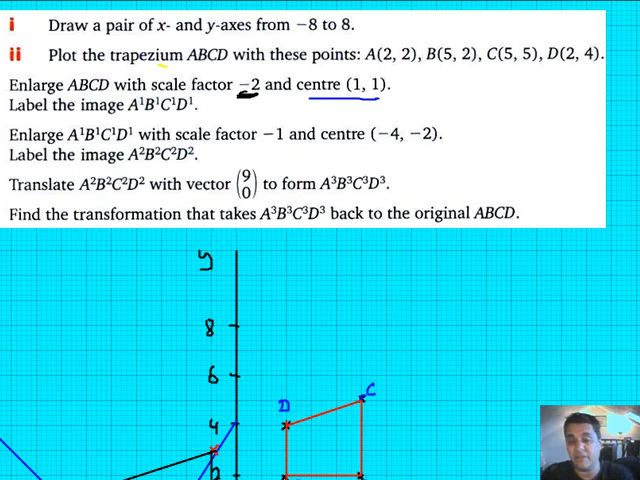 i Draw a pair of x- and y-axes from −8 to 8.
ii Plot the trapezium ABCD with these points: A(2, 2), B(5, 2), C(5, 5), D(2, 4).
Enlarge ABCD with scale factor −2 and centre (1, 1).
Label the image A¹B¹C¹D¹.
Enlarge A¹B¹C¹D¹ with scale factor −1 and centre (−4, −2).
Label the image A²B²C²D².
Translate A²B²C²D² with vector (9 0) to form A³B³C³D³.
Find the transformation that takes A³B³C³D³ back to the original ABCD.
y
8
6
D C
4
2